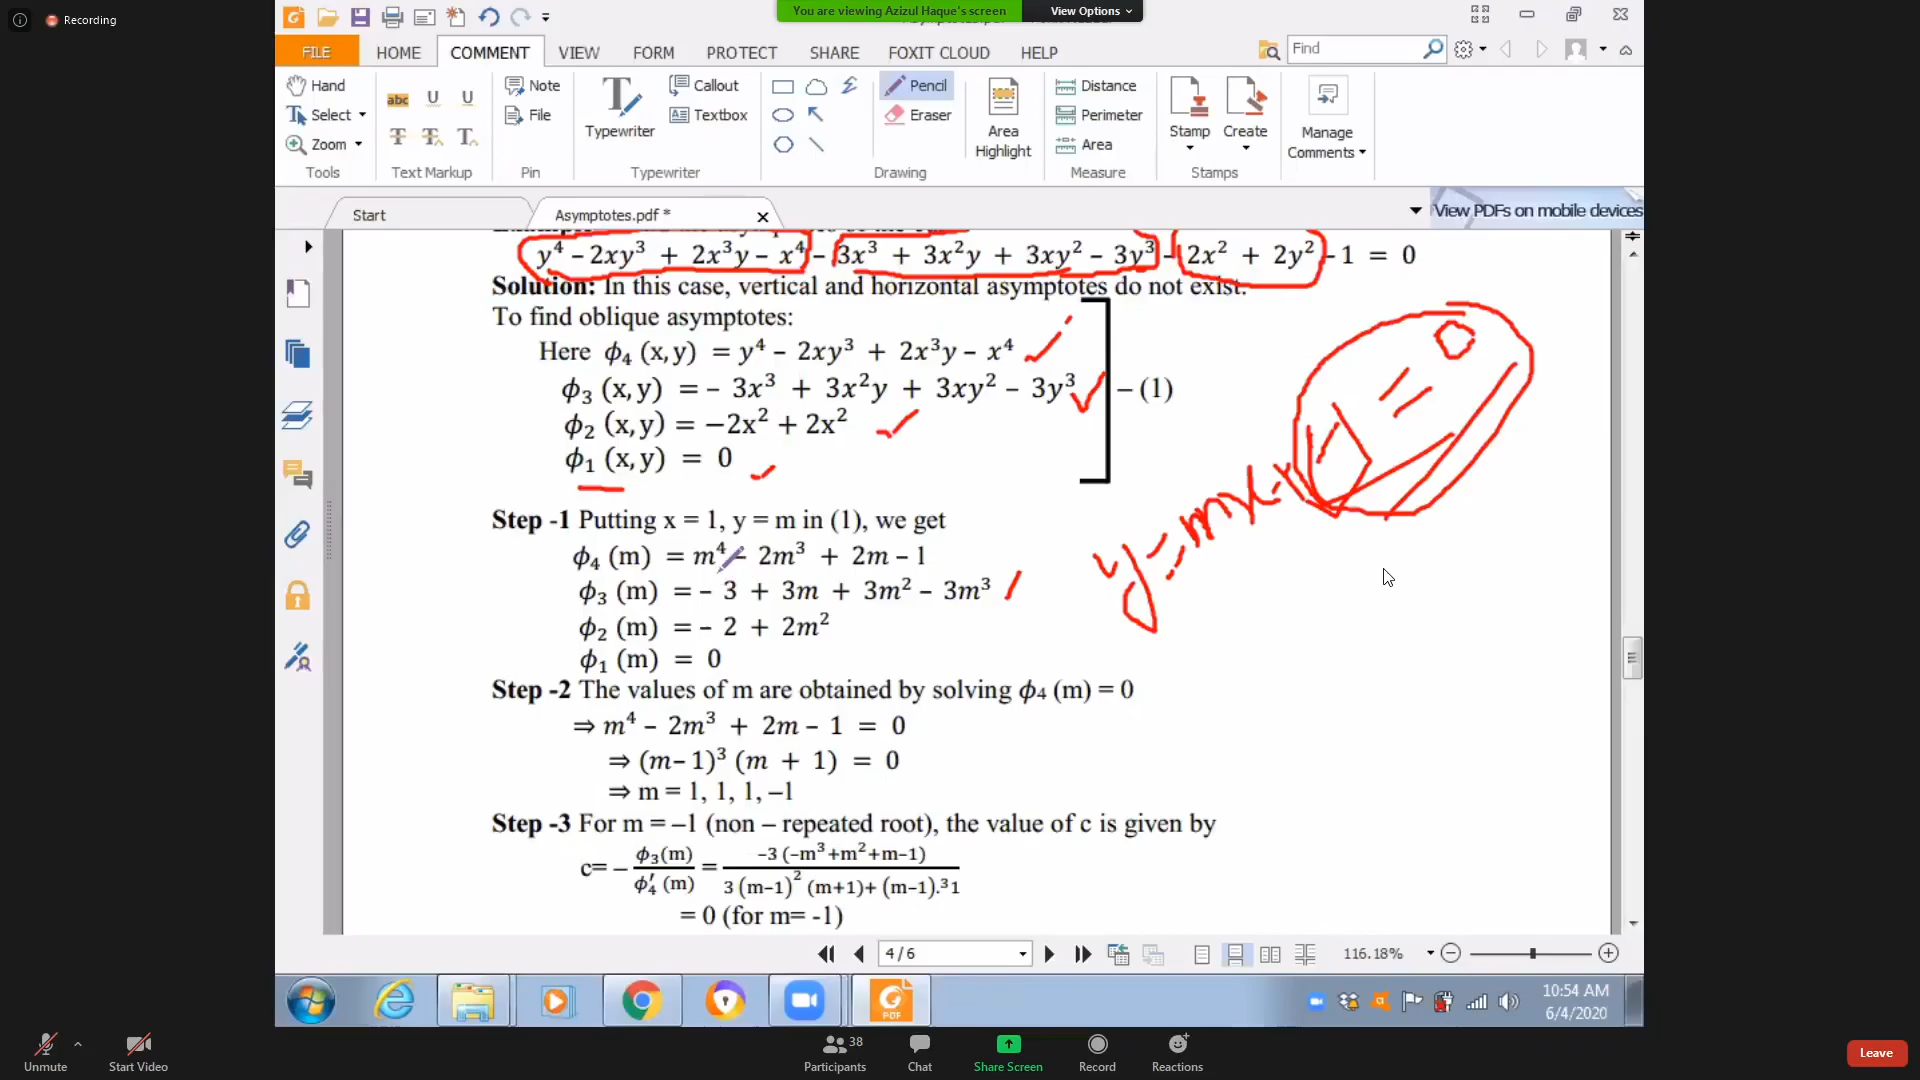 Recording
You are viewing Azizul Haque's screen
View Options
FILE HOME COMMENT VIEW FORM PROTECT SHARE FOXIT CLOUD HELP
Find
Hand
Select
Zoom
Tools
abc U U
T T T
Text Markup
Note
File
Pin
Typewriter
Callout
Textbox
Typewriter
Pencil
Eraser
Drawing
Area Highlight
Distance
Perimeter
Area
Measure
Stamp
Create
Stamps
Manage Comments
Start
Asymptotes.pdf *
View PDFs on mobile devices
y⁴ – 2xy³ + 2x³y – x⁴ – 3x³ + 3x²y + 3xy² – 3y³ – 2x² + 2y² – 1 = 0
Solution: In this case, vertical and horizontal asymptotes do not exist.
To find oblique asymptotes:
Here ϕ₄ (x,y) = y⁴ – 2xy³ + 2x³y – x⁴
ϕ₃ (x,y) = – 3x³ + 3x²y + 3xy² – 3y³ – (1)
ϕ₂ (x,y) = –2x² + 2x²
ϕ₁ (x,y) = 0
Step -1 Putting x = 1, y = m in (1), we get
ϕ₄ (m) = m⁴ – 2m³ + 2m – 1
ϕ₃ (m) = – 3 + 3m + 3m² – 3m³
ϕ₂ (m) = – 2 + 2m²
ϕ₁ (m) = 0
Step -2 The values of m are obtained by solving ϕ₄ (m) = 0
⇒ m⁴ – 2m³ + 2m – 1 = 0
⇒ (m–1)³ (m + 1) = 0
⇒ m = 1, 1, 1, –1
Step -3 For m = –1 (non – repeated root), the value of c is given by
c= – ϕ₃(m) / ϕ₄′ (m) = –3 (–m³+m²+m–1) / 3 (m–1)² (m+1)+ (m–1).³1
= 0 (for m= -1)
y = mx
4 / 6
116.18%
PDF
10:54 AM
6/4/2020
Unmute
Start Video
38
Participants
Chat
Share Screen
Record
Reactions
Leave